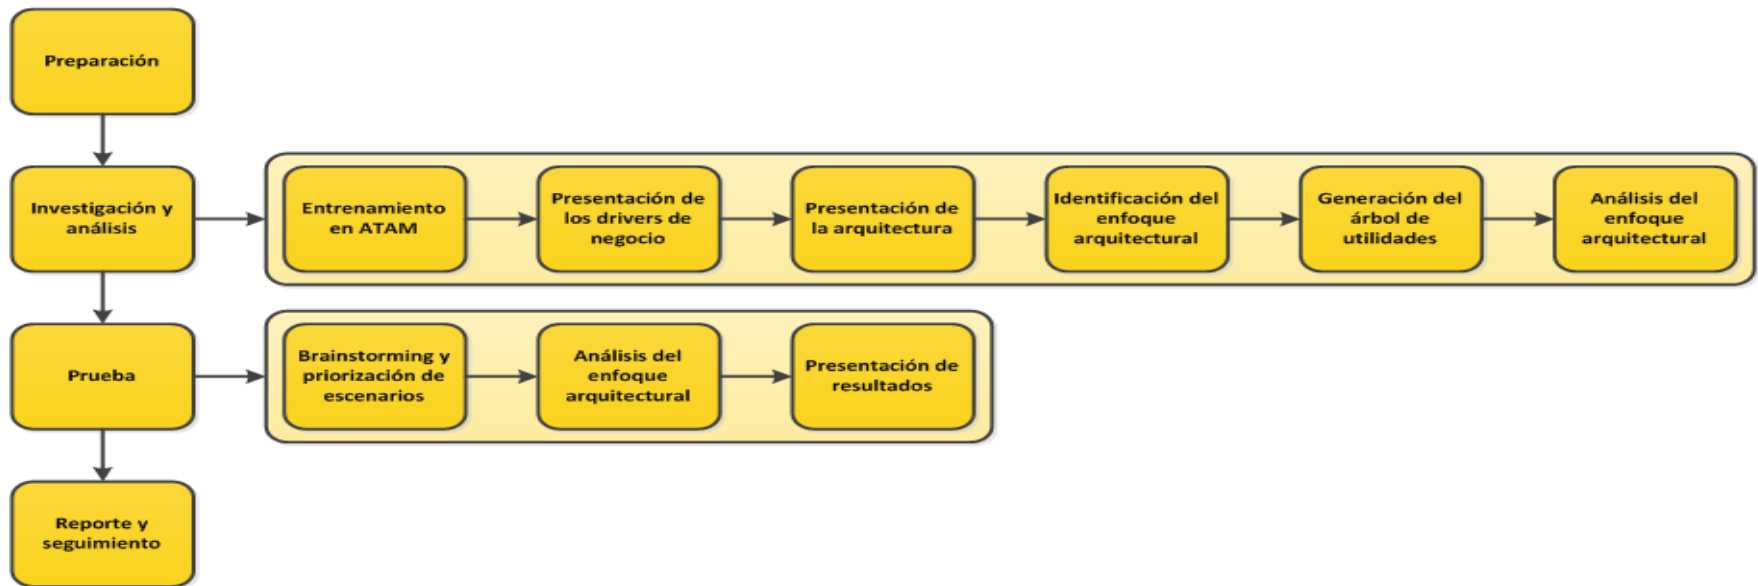 Preparación
Investigación y
análisis
Entrenamiento
en ATAM
Presentación de
los drivers de
negocio
Presentación de
la arquitectura
Identificación del
enfoque
arquitectural
Generación del
árbol de
utilidades
Análisis del
enfoque
arquitectural
Prueba
Brainstorming y
priorización de
escenarios
Análisis del
enfoque
arquitectural
Presentación de
resultados
Reporte y
seguimiento